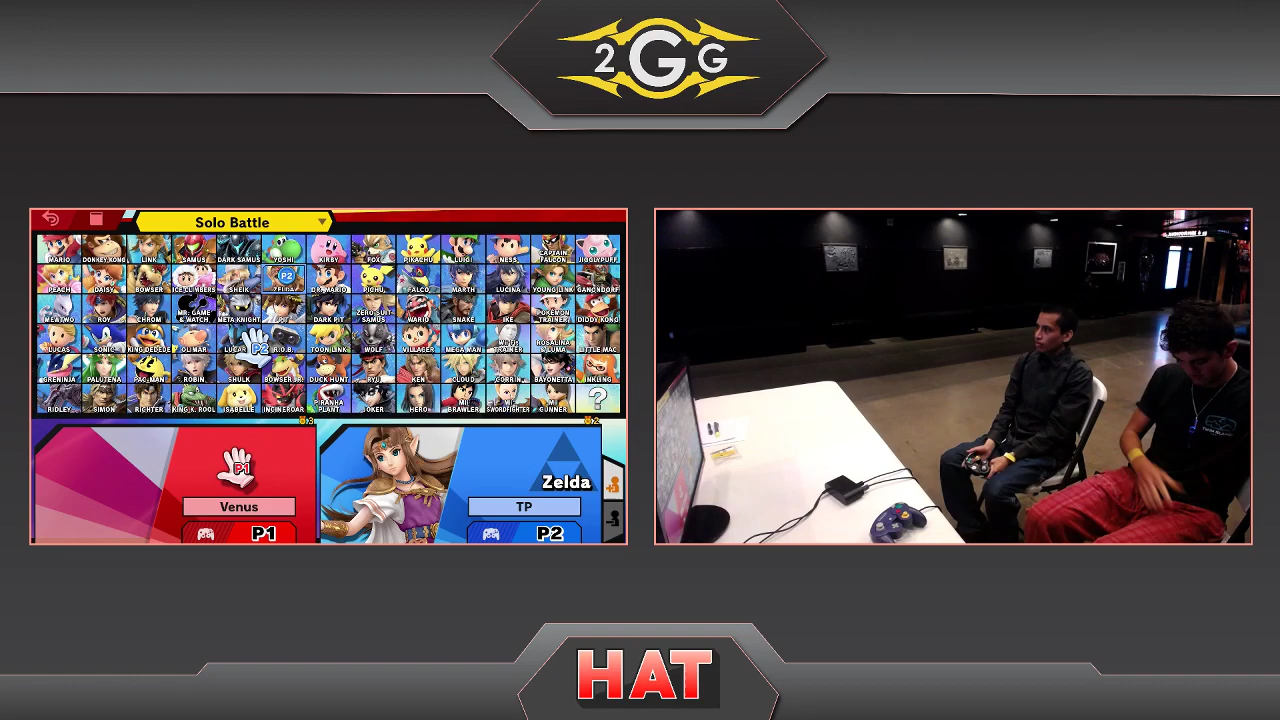 2GG
Solo Battle
MARIO DONKEY KONG LINK SAMUS DARK SAMUS YOSHI KIRBY FOX PIKACHU LUIGI NESS CAPTAIN FALCON JIGGLYPUFF
PEACH DAISY BOWSER ICE CLIMBERS SHEIK ZELDA DR. MARIO PICHU FALCO MARTH LUCINA YOUNG LINK GANONDORF
P2
MEWTWO ROY CHROM MR. GAME & WATCH META KNIGHT PIT DARK PIT ZERO SUIT SAMUS WARIO SNAKE IKE POKÉMON TRAINER DIDDY KONG
LUCAS SONIC KING DEDEDE OLIMAR LUCAR R.O.B. TOON LINK WOLF VILLAGER MEGA MAN WII FIT TRAINER ROSALINA & LUMA LITTLE MAC
P2
GRENINJA PALUTENA PAC-MAN ROBIN SHULK BOWSER JR. DUCK HUNT RYU KEN CLOUD CORRIN BAYONETTA INKLING
RIDLEY SIMON RICHTER KING K. ROOL ISABELLE INCINEROAR PIRANHA PLANT JOKER HERO MII BRAWLER MII SWORDFIGHTER MII GUNNER ?
P1
Venus
P1
Zelda
TP
P2
HAT